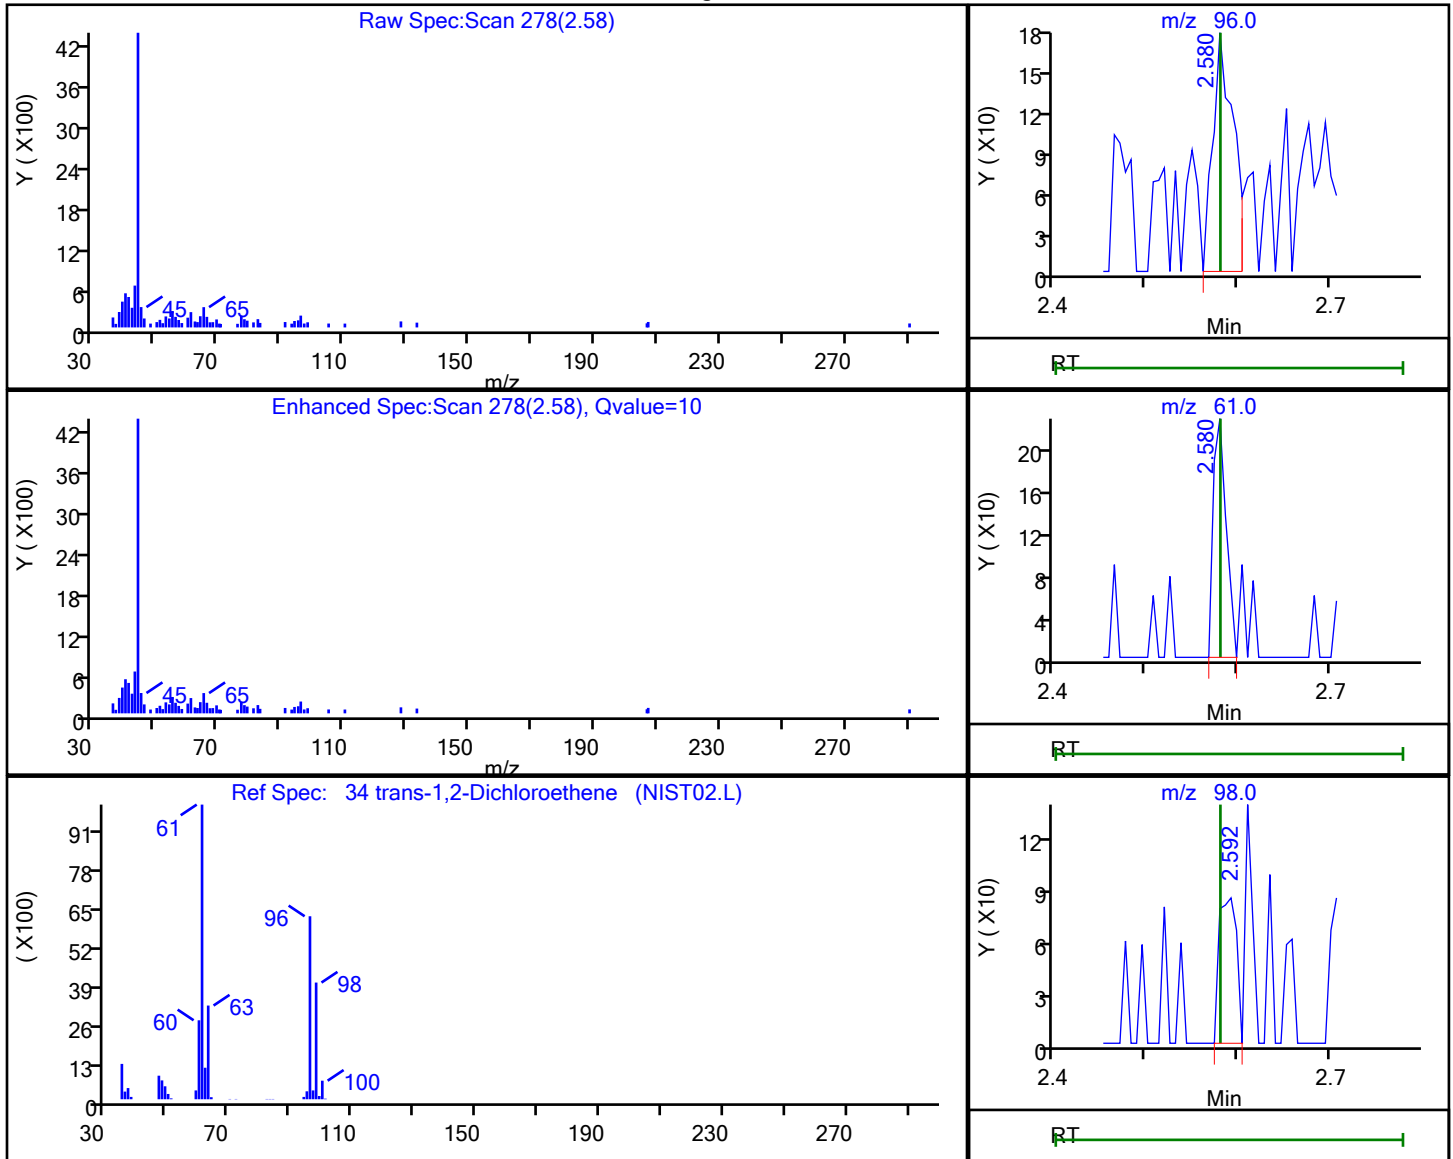 Raw Spec:Scan 278(2.58)
Y ( X100)
42
36
30
24
18
12
6
0
45
65
30 70 110 150 190 230 270
m/z
m/z 96.0
Y ( X10)
18
15
12
9
6
3
0
2.580
2.4 2.7
Min
RT
Enhanced Spec:Scan 278(2.58), Qvalue=10
Y ( X100)
42
36
30
24
18
12
6
0
45
65
30 70 110 150 190 230 270
m/z
m/z 61.0
Y ( X10)
20
16
12
8
4
0
2.580
2.4 2.7
Min
RT
Ref Spec: 34 trans-1,2-Dichloroethene (NIST02.L)
( X100)
91
78
65
52
39
26
13
0
61
96
98
63
60
100
30 70 110 150 190 230 270
m/z 98.0
Y ( X10)
12
9
6
3
0
2.592
2.4 2.7
Min
RT